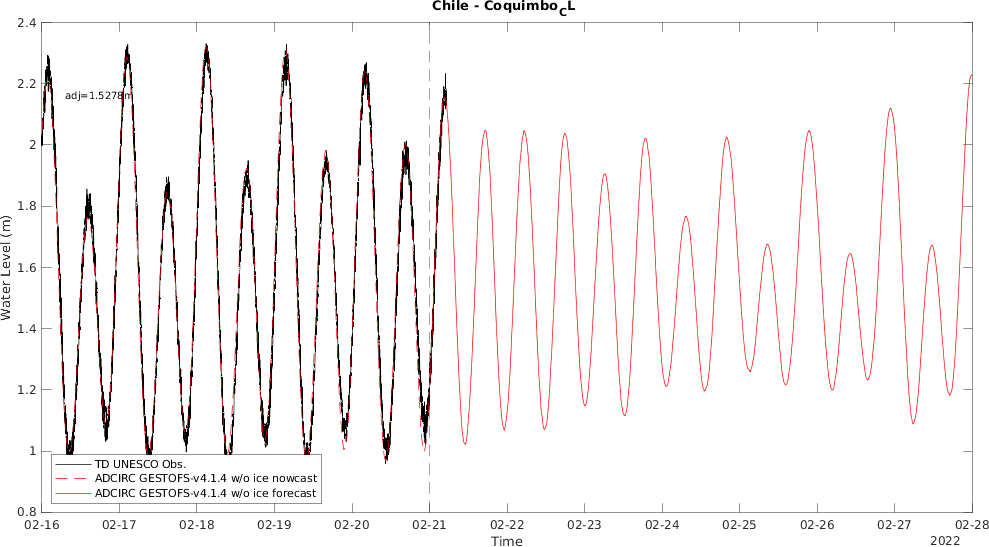 Chile - Coquimbo_CL
2.4
2.2
2
1.8
1.6
1.4
1.2
1
0.8
Water Level (m)
adj=1.5278m
TD UNESCO Obs.
ADCIRC GESTOFS-v4.1.4 w/o ice nowcast
ADCIRC GESTOFS-v4.1.4 w/o ice forecast
02-16 02-17 02-18 02-19 02-20 02-21 02-22 02-23 02-24 02-25 02-26 02-27 02-28
Time
2022